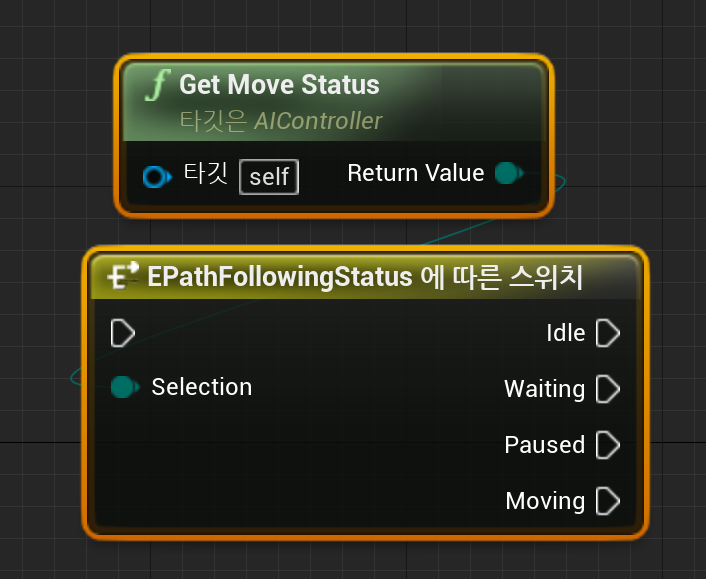 Get Move Status
타깃은 AIController
타깃 self Return Value
EPathFollowingStatus 에 따른 스위치
Idle
Selection Waiting
Paused
Moving